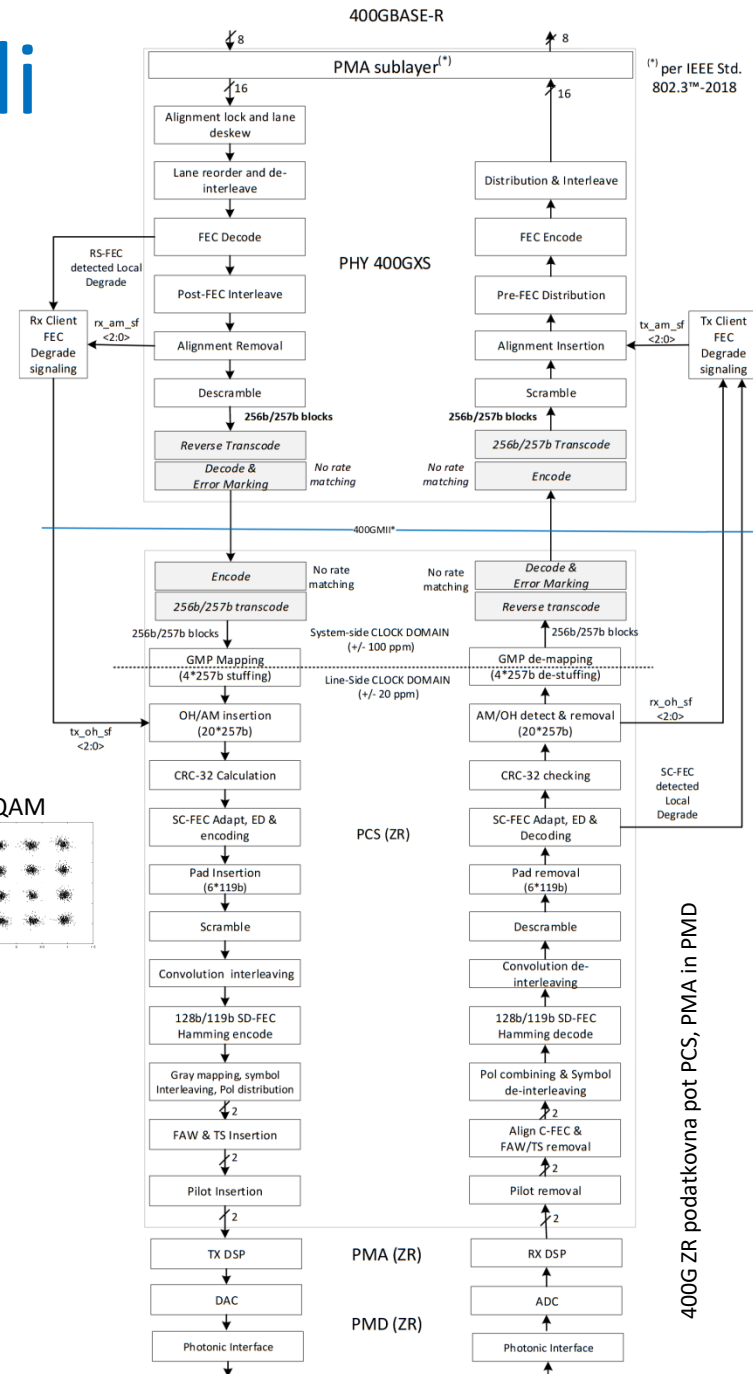 400GBASE-R
8
8
PMA sublayer(*)
(*) per IEEE Std.
802.3™-2018
16
16
Alignment lock and lane
deskew
Lane reorder and de-
interleave
Distribution & Interleave
FEC Decode
FEC Encode
RS-FEC
detected Local
Degrade
PHY 400GXS
Post-FEC Interleave
Pre-FEC Distribution
Rx Client
FEC
Degrade
signaling
rx_am_sf
<2:0>
Alignment Removal
Alignment Insertion
tx_am_sf
<2:0>
Tx Client
FEC
Degrade
signaling
Descramble
Scramble
256b/257b blocks
256b/257b blocks
Reverse Transcode
256b/257b Transcode
Decode &
Error Marking
No rate
matching
No rate
matching
Encode
400GMII*
Encode
No rate
matching
No rate
matching
Decode &
Error Marking
256b/257b transcode
Reverse transcode
256b/257b blocks
System-side CLOCK DOMAIN
(+/- 100 ppm)
256b/257b blocks
GMP Mapping
(4*257b stuffing)
GMP de-mapping
(4*257b de-stuffing)
Line-Side CLOCK DOMAIN
(+/- 20 ppm)
tx_oh_sf
<2:0>
OH/AM insertion
(20*257b)
AM/OH detect & removal
(20*257b)
rx_oh_sf
<2:0>
CRC-32 Calculation
CRC-32 checking
SC-FEC
detected
Local
Degrade
QAM
SC-FEC Adapt, ED &
encoding
PCS (ZR)
SC-FEC Adapt, ED &
Decoding
Pad Insertion
(6*119b)
Pad removal
(6*119b)
Scramble
Descramble
0
0.5
1
1.5
Convolution interleaving
Convolution de-
interleaving
128b/119b SD-FEC
Hamming encode
128b/119b SD-FEC
Hamming decode
Gray mapping, symbol
Interleaving, Pol distribution
Pol combining & Symbol
de-interleaving
2
2
FAW & TS Insertion
Align C-FEC &
FAW/TS removal
2
2
Pilot Insertion
Pilot removal
2
2
TX DSP
PMA (ZR)
RX DSP
DAC
ADC
PMD (ZR)
Photonic Interface
Photonic Interface
400G ZR podatkovna pot PCS, PMA in PMD